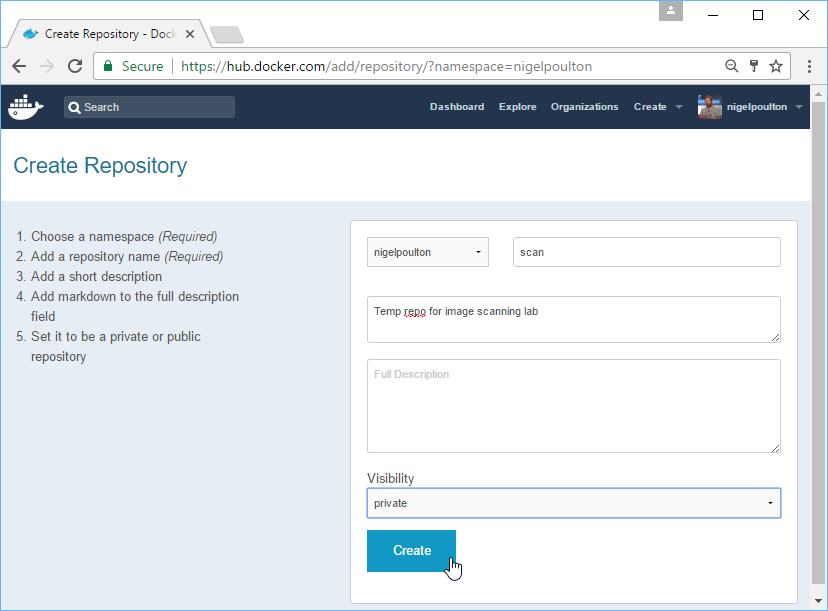 Create Repository - Dock
Secure
https://hub.docker.com/add/repository/?namespace=nigelpoulton
Search
Dashboard
Explore
Organizations
Create
nigelpoulton
Create Repository
1. Choose a namespace (Required)
2. Add a repository name (Required)
3. Add a short description
4. Add markdown to the full description
field
5. Set it to be a private or public
repository
nigelpoulton
scan
Temp repo for image scanning lab
Full Description
Visibility
private
Create